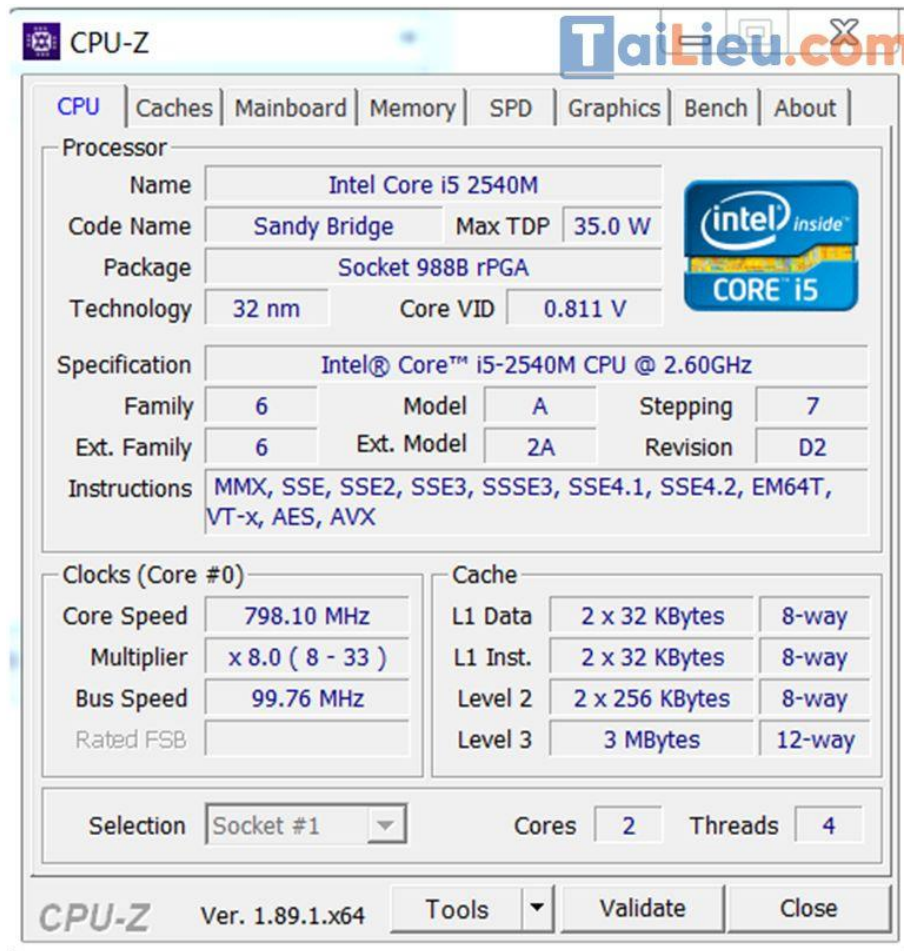 CPU-Z
TaiLieu.com
CPU Caches Mainboard Memory SPD Graphics Bench About
Processor
Name Intel Core i5 2540M
Code Name Sandy Bridge Max TDP 35.0 W
Package Socket 988B rPGA
Technology 32 nm Core VID 0.811 V
intel inside™
CORE™ i5
Specification Intel® Core™ i5-2540M CPU @ 2.60GHz
Family 6 Model A Stepping 7
Ext. Family 6 Ext. Model 2A Revision D2
Instructions MMX, SSE, SSE2, SSE3, SSSE3, SSE4.1, SSE4.2, EM64T,
VT-x, AES, AVX
Clocks (Core #0)
Core Speed 798.10 MHz
Multiplier x 8.0 ( 8 - 33 )
Bus Speed 99.76 MHz
Rated FSB
Cache
L1 Data 2 x 32 KBytes 8-way
L1 Inst. 2 x 32 KBytes 8-way
Level 2 2 x 256 KBytes 8-way
Level 3 3 MBytes 12-way
Selection Socket #1 Cores 2 Threads 4
CPU-Z Ver. 1.89.1.x64 Tools Validate Close